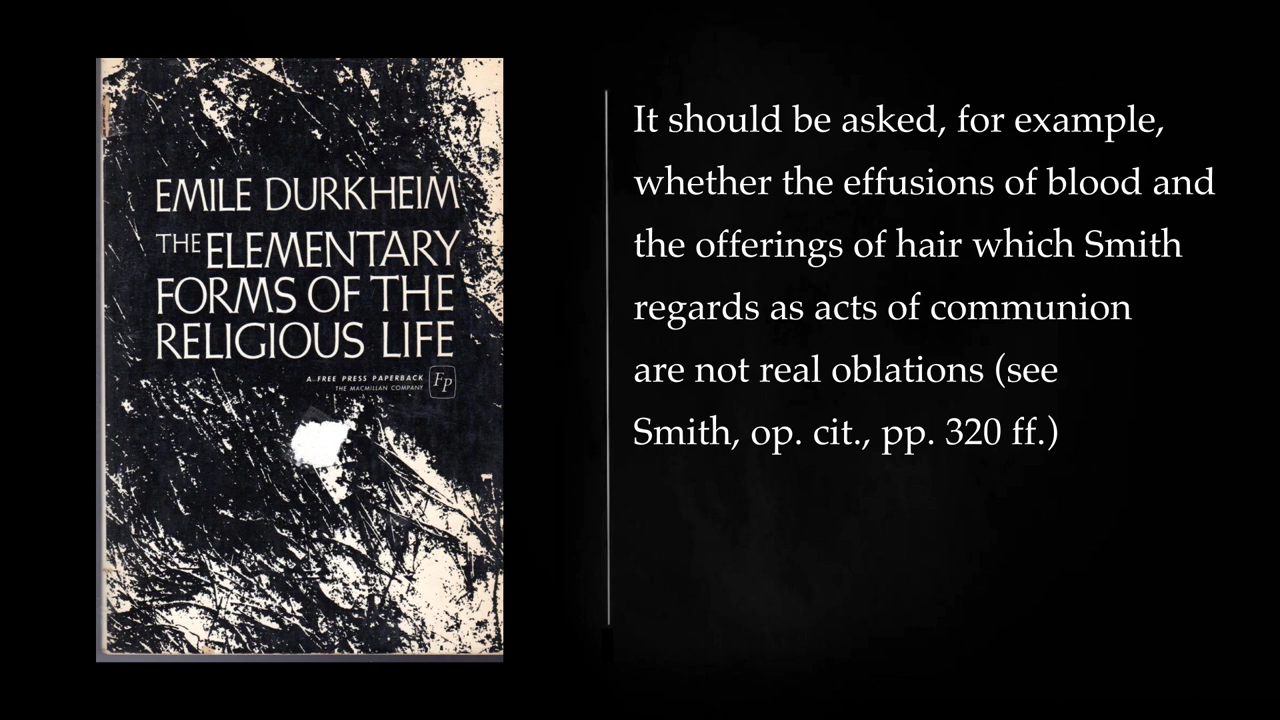 EMILE DURKHEIM
THE ELEMENTARY
FORMS OF THE
RELIGIOUS LIFE
A FREE PRESS PAPERBACK
THE MACMILLAN COMPANY
FP
It should be asked, for example,
whether the effusions of blood and
the offerings of hair which Smith
regards as acts of communion
are not real oblations (see
Smith, op. cit., pp. 320 ff.)